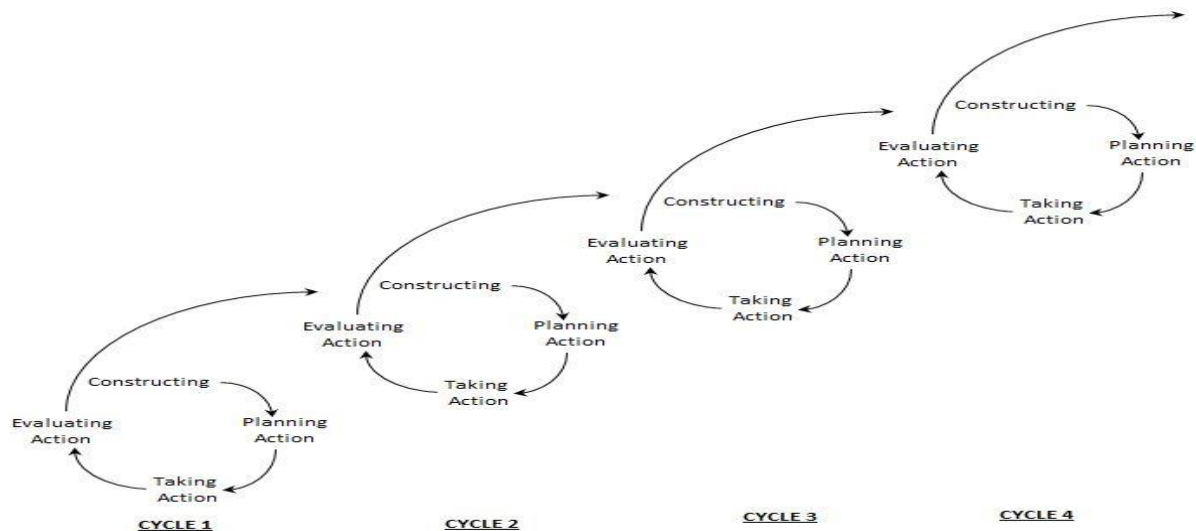 Constructing
Evaluating
Action
Planning
Action
Taking
Action
CYCLE 1
Constructing
Evaluating
Action
Planning
Action
Taking
Action
CYCLE 2
Constructing
Evaluating
Action
Planning
Action
Taking
Action
CYCLE 3
Constructing
Evaluating
Action
Planning
Action
Taking
Action
CYCLE 4